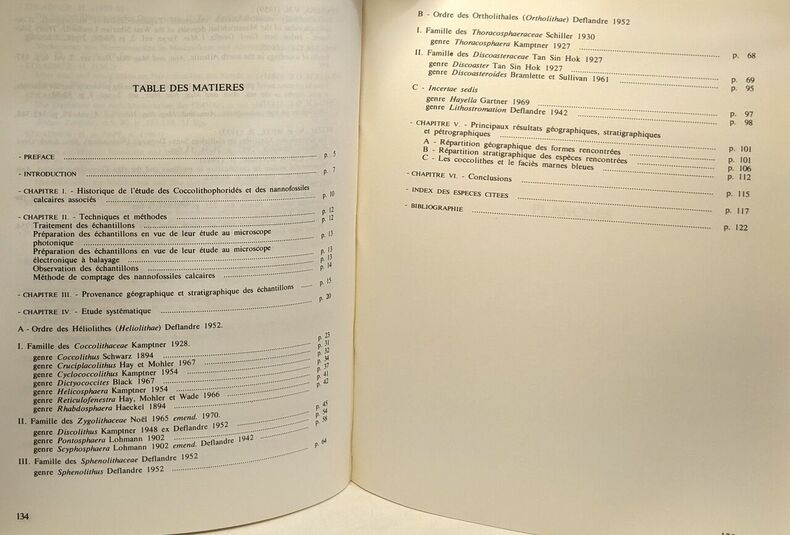 TABLE DES MATIERES
- PREFACE p. 5
- INTRODUCTION p. 7
- CHAPITRE I. - Historique de l'étude des Coccolithophoridés et des nannofossiles
calcaires associés p. 10
- CHAPITRE II. - Techniques et méthodes p. 12
Traitement des échantillons p. 12
Préparation des échantillons en vue de leur étude au microscope
photonique p. 13
Préparation des échantillons en vue de leur étude au microscope
électronique à balayage p. 13
Observation des échantillons p. 13
Méthode de comptage des nannofossiles calcaires p. 14
- CHAPITRE III. - Provenance géographique et stratigraphique des échantillons p. 15
- CHAPITRE IV. - Etude systématique p. 20
A - Ordre des Héliolithes (Heliolithae) Deflandre 1952.
I. Famille des Coccolithaceae Kamptner 1928.
genre Coccolithus Schwarz 1894 p. 23
genre Cruciplacolithus Hay et Mohler 1967 p. 31
genre Cyclococcolithus Kamptner 1954 p. 32
genre Dictyococcites Black 1967 p. 34
genre Helicosphaera Kamptner 1954 p. 37
genre Reticulofenestra Hay, Mohler et Wade 1966 p. 41
genre Rhabdosphaera Haeckel 1894 p. 42
II. Famille des Zygolithaceae Noël 1965 emend. 1970.
genre Discolithus Kamptner 1948 ex Deflandre 1952 p. 45
genre Pontosphaera Lohmann 1902 p. 54
genre Scyphosphaera Lohmann 1902 emend. Deflandre 1942 p. 58
III. Famille des Sphenolithaceae Deflandre 1952
genre Sphenolithus Deflandre 1952 p. 64
134
B - Ordre des Ortholithales (Ortholithae) Deflandre 1952
I. Famille des Thoracosphaeraceae Schiller 1930
genre Thoracosphaera Kamptner 1927 p. 68
II. Famille des Discoasteraceae Tan Sin Hok 1927
genre Discoaster Tan Sin Hok 1927 p. 69
genre Discoasteroides Bramlette et Sullivan 1961 p. 95
C - Incertae sedis
genre Hayella Gartner 1969 p. 97
genre Lithostromation Deflandre 1942 p. 98
- CHAPITRE V. - Principaux résultats géographiques, stratigraphiques
et pétrographiques p. 101
A - Répartition géographique des formes rencontrées p. 101
B - Répartition stratigraphique des espèces rencontrées p. 106
C - Les coccolithes et le faciès marnes bleues p. 112
- CHAPITRE VI. - Conclusions p. 115
- INDEX DES ESPECES CITEES p. 117
- BIBLIOGRAPHIE p. 122